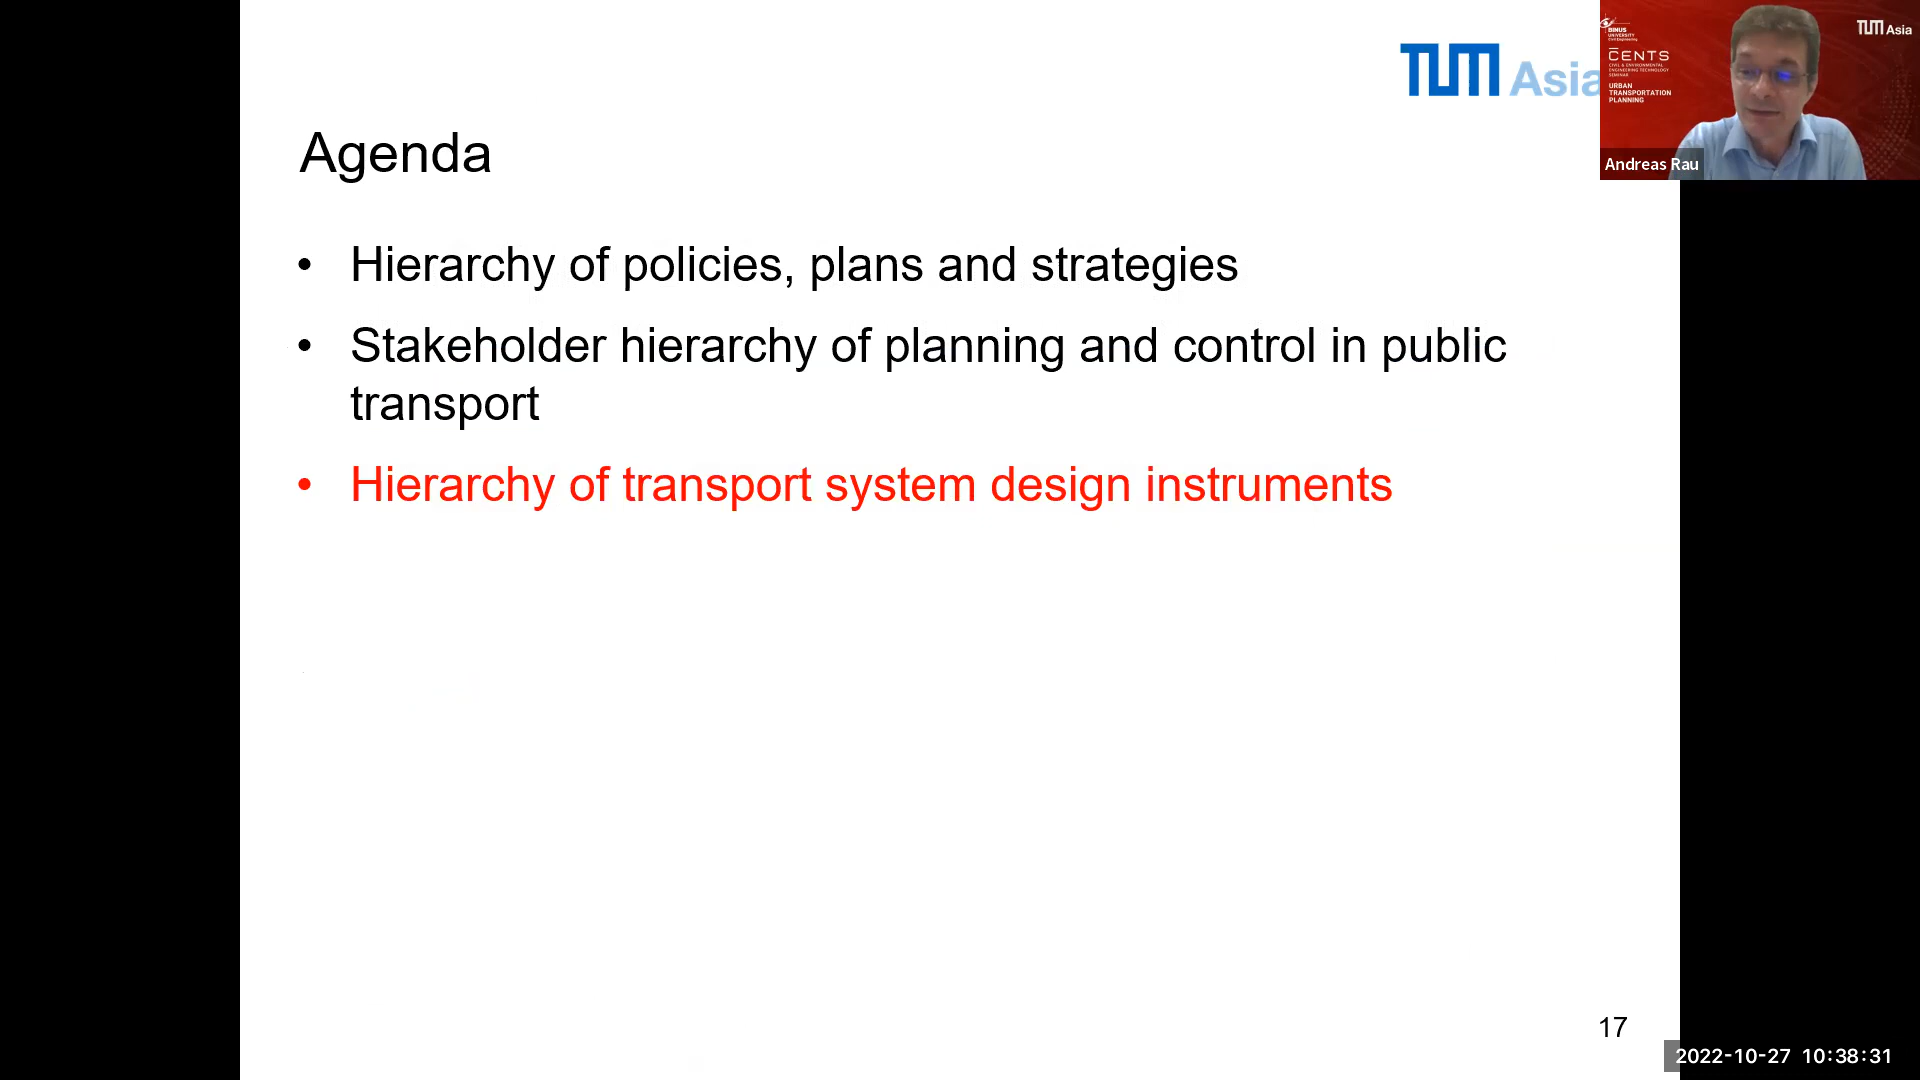 TUM Asia
Agenda
• Hierarchy of policies, plans and strategies
• Stakeholder hierarchy of planning and control in public
transport
• Hierarchy of transport system design instruments
17
BINUS
UNIVERSITY
CENTS
CIVIL & ENVIRONMENTAL
ENGINEERING TECHNOLOGY
SEMINAR
URBAN
TRANSPORTATION
PLANNING
TUM Asia
Andreas Rau
2022-10-27 10:38:31